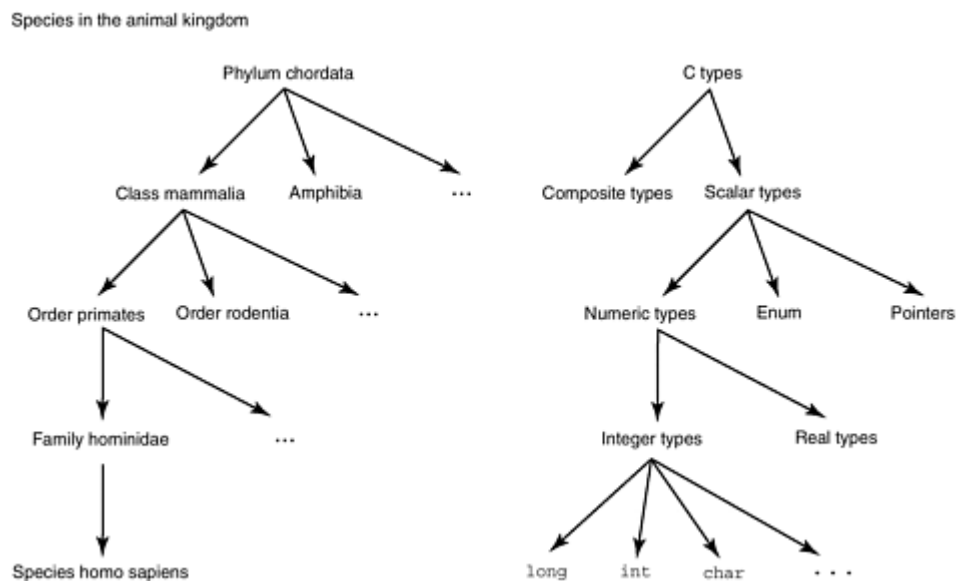 Species in the animal kingdom
Phylum chordata
C types
Class mammalia
Amphibia
...
Composite types
Scalar types
Order primates
Order rodentia
...
Numeric types
Enum
Pointers
Family hominidae
...
Integer types
Real types
Species homo sapiens
long
int
char
. . .